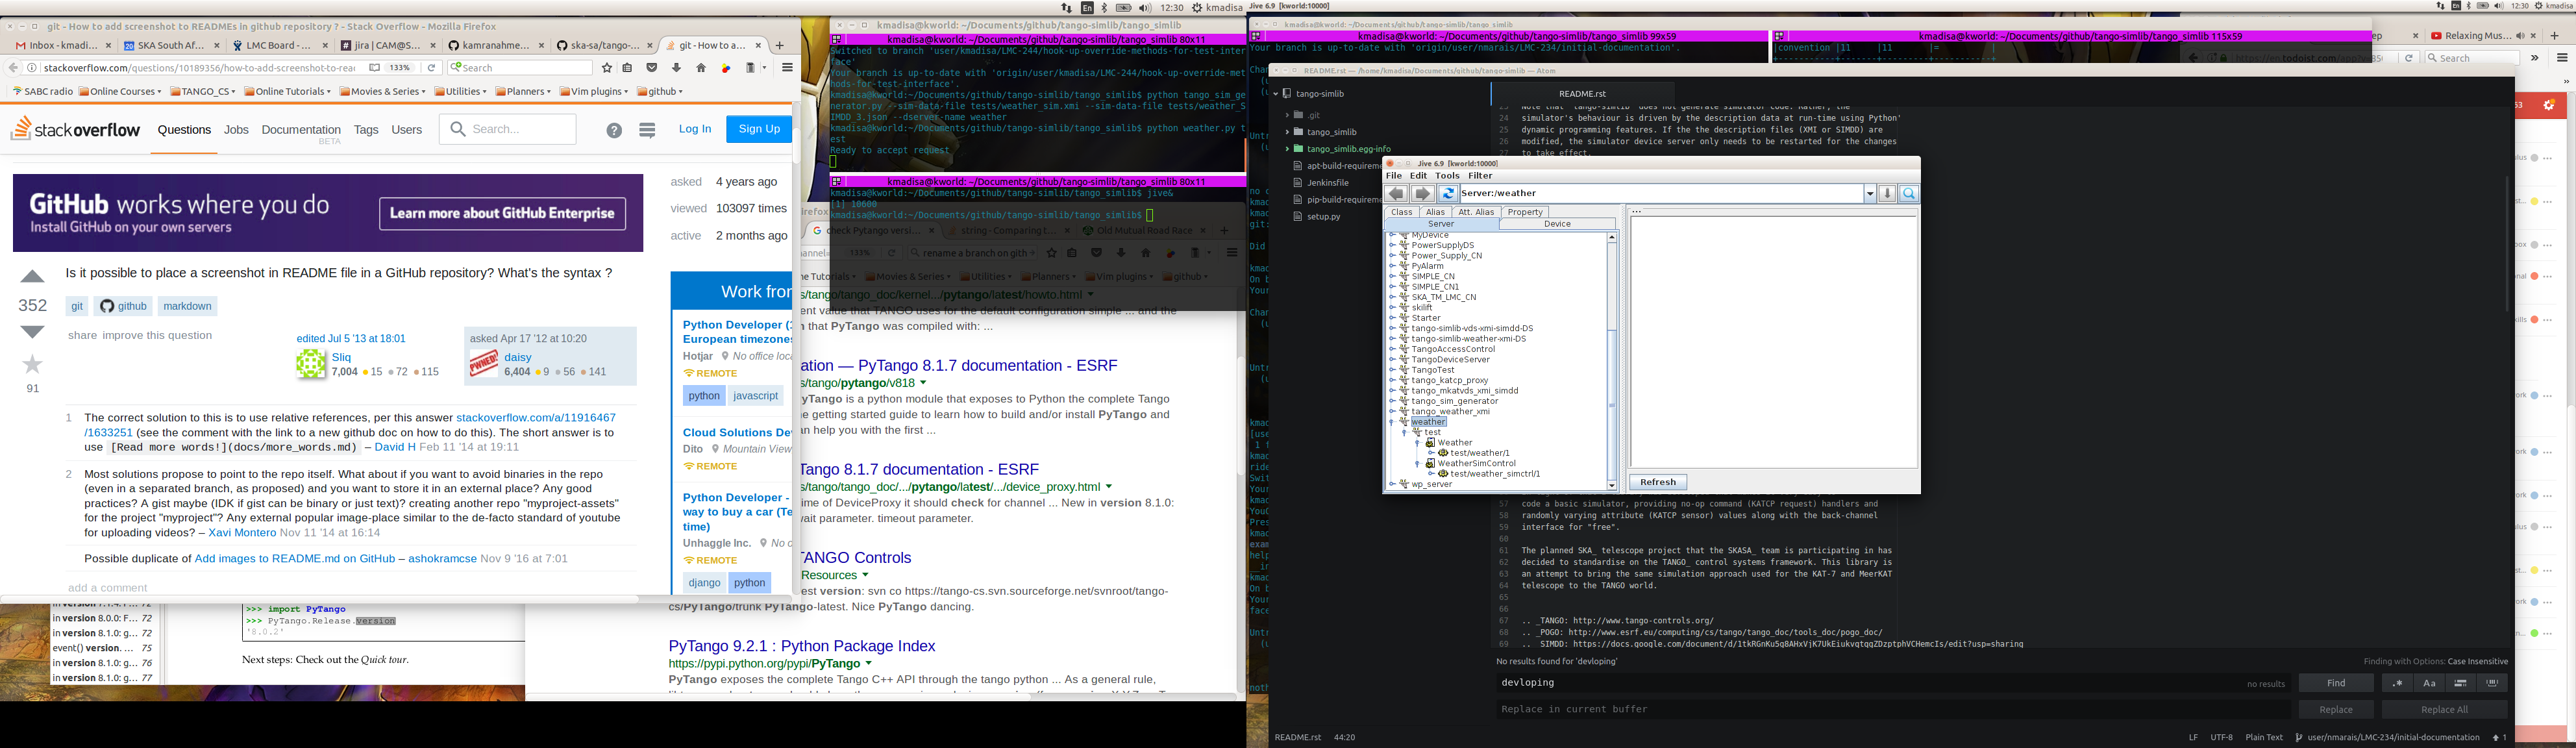 git - How to add screenshot to READMEs in github repository ? - Stack Overflow - Mozilla Firefox
En 12:30 kmadisa
Inbox - kmadi...
SKA South Af...
LMC Board - ...
jira | CAM@S...
kamranahme...
ska-sa/tango-...
git - How to a...
stackoverflow.com/questions/10189356/how-to-add-screenshot-to-rea
133%
Search
SABC radio Online Courses TANGO_CS Online Tutorials Movies & Series Utilities Planners Vim plugins github
stackoverflow Questions Jobs Documentation Tags Users Search... Log In Sign Up
BETA
GitHub works where you do
Install GitHub on your own servers
Learn more about GitHub Enterprise
asked 4 years ago
viewed 103097 times
active 2 months ago
352
Is it possible to place a screenshot in README file in a GitHub repository? What's the syntax ?
git github markdown
share improve this question
edited Jul 5 '13 at 18:01
Sliq
7,004 15 72 115
asked Apr 17 '12 at 10:20
daisy
6,404 9 56 141
91
1 The correct solution to this is to use relative references, per this answer stackoverflow.com/a/11916467
/1633251 (see the comment with the link to a new github doc on how to do this). The short answer is to
use [Read more words!](docs/more_words.md) – David H Feb 11 '14 at 19:11
2 Most solutions propose to point to the repo itself. What about if you want to avoid binaries in the repo
(even in a separated branch, as proposed) and you want to store it in an external place? Any good
practices? A gist maybe (IDK if gist can be binary or just text)? creating another repo "myproject-assets"
for the project "myproject"? Any external popular image-place similar to the de-facto standard of youtube
for uploading videos? – Xavi Montero Nov 11 '14 at 16:14
Possible duplicate of Add images to README.md on GitHub – ashokramcse Nov 9 '16 at 7:01
add a comment
Work fror
Python Developer (
European timezone
Hotjar No office loca
REMOTE
python javascript
Cloud Solutions De
Dito Mountain View
REMOTE
Python Developer -
way to buy a car (Te
time)
Unhaggle Inc. No o
REMOTE
django python
in version 8.0.0: F... 72
in version 8.1.0: g... 72
event() version. ... 75
in version 8.1.0: g... 76
in version 8.1.0: g... 77
>>> import PyTango
>>> PyTango.Release.version
'8.0.2'
Next steps: Check out the Quick tour.
kmadisa@kworld: ~/Documents/github/tango-simlib/tango_simlib
kmadisa@kworld: ~/Documents/github/tango-simlib/tango_simlib 80x11
Switched to branch 'user/kmadisa/LMC-244/hook-up-override-methods-for-test-inter
face'
Your branch is up-to-date with 'origin/user/kmadisa/LMC-244/hook-up-override-met
hods-for-test-interface'.
kmadisa@kworld:~/Documents/github/tango-simlib/tango_simlib$ python tango_sim_ge
nerator.py --sim-data-file tests/weather_sim.xmi --sim-data-file tests/weather_S
IMDD_3.json --dserver-name weather
kmadisa@kworld:~/Documents/github/tango-simlib/tango_simlib$ python weather.py t
est
Ready to accept request
kmadisa@kworld: ~/Documents/github/tango-simlib/tango_simlib 80x11
kmadisa@kworld:~/Documents/github/tango-simlib/tango_simlib$ jive&
[1] 10600
kmadisa@kworld:~/Documents/github/tango-simlib/tango_simlib$
check Pytango versi...
string - Comparing t...
Old Mutual Road Race
133%
rename a branch on gith
Tutorials Movies & Series Utilities Planners Vim plugins github
s/tango/tango_doc/kernel.../pytango/latest/howto.html
ent value that TANGO uses for the default configuration simple ... and the
n that PyTango was compiled with: ...
ation — PyTango 8.1.7 documentation - ESRF
s/tango/pytango/v818
yTango is a python module that exposes to Python the complete Tango
e getting started guide to learn how to build and/or install PyTango and
an help you with the first ...
Tango 8.1.7 documentation - ESRF
s/tango/tango_doc/.../pytango/latest/.../device_proxy.html
ime of DeviceProxy it should check for channel ... New in version 8.1.0:
vait parameter. timeout parameter.
TANGO Controls
Resources
est version: svn co https://tango-cs.svn.sourceforge.net/svnroot/tango-
cs/PyTango/trunk PyTango-latest. Nice PyTango dancing.
PyTango 9.2.1 : Python Package Index
https://pypi.python.org/pypi/PyTango
PyTango exposes the complete Tango C++ API through the tango python ... As a general rule,
Jive 6.9 [kworld:10000]
En 12:30 kmadisa
kmadisa@kworld: ~/Documents/github/tango-simlib/tango_simlib 99x59
Your branch is up-to-date with 'origin/user/nmarais/LMC-234/initial-documentation'.
kmadisa@kworld: ~/Documents/github/tango-simlib/tango_simlib 115x59
|convention |11 |11 |= |
Relaxing Mus...
Search
README.rst — /home/kmadisa/Documents/github/tango-simlib — Atom
tango-simlib
.git
tango_simlib
tango_simlib.egg-info
apt-build-requireme
Jenkinsfile
pip-build-requireme
setup.py
README.rst
23 Note that `tango-simlib` does not generate simulator code. Rather, the
24 simulator's behaviour is driven by the description data at run-time using Python'
25 dynamic programming features. If the the description files (XMI or SIMDD) are
26 modified, the simulator device server only needs to be restarted for the changes
27 to take effect.
Jive 6.9 [kworld:10000]
File Edit Tools Filter
Server:/weather
Class Alias Att. Alias Property
Server Device
...
MyDevice
PowerSupplyDS
Power_Supply_CN
PyAlarm
SIMPLE_CN
SIMPLE_CN1
SKA_TM_LMC_CN
skilift
Starter
tango-simlib-vds-xmi-simdd-DS
tango-simlib-weather-xmi-DS
TangoAccessControl
TangoDeviceServer
TangoTest
tango_katcp_proxy
tango_mkatvds_xmi_simdd
tango_sim_generator
tango_weather_xmi
weather
test
Weather
test/weather/1
WeatherSimControl
test/weather_simctrl/1
wp_server
Refresh
57 code a basic simulator, providing no-op command (KATCP request) handlers and
58 randomly varying attribute (KATCP sensor) values along with the back-channel
59 interface for "free".
60
61 The planned SKA_ telescope project that the SKASA_ team is participating in has
62 decided to standardise on the TANGO_ control systems framework. This library is
63 an attempt to bring the same simulation approach used for the KAT-7 and MeerKAT
64 telescope to the TANGO world.
65
66
67 .. _TANGO: http://www.tango-controls.org/
68 .. _POGO: http://www.esrf.eu/computing/cs/tango/tango_doc/tools_doc/pogo_doc/
69 .. _SIMDD: https://docs.google.com/document/d/1tkRGnKu5g8AHxVjK7UkEiukvgtgqZDzptphVCHemcIs/edit?usp=sharing
No results found for 'devloping'
Finding with Options: Case Insensitive
devloping no results Find .* Aa
Replace in current buffer Replace Replace All
README.rst 44:20 LF UTF-8 Plain Text user/nmarais/LMC-234/initial-documentation 1